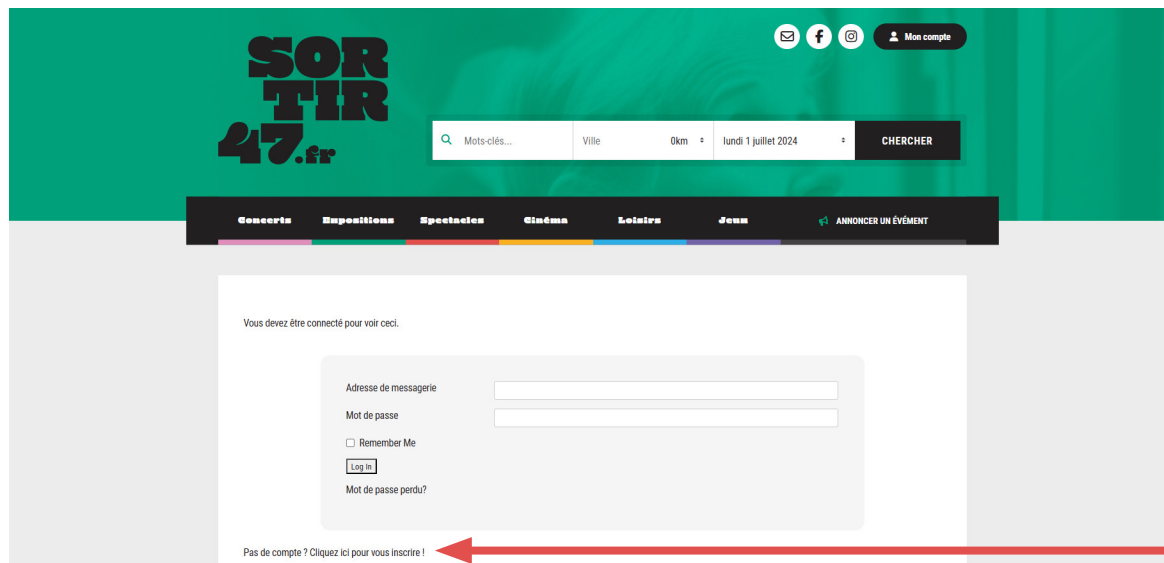 SOR
TIR
47.fr
Mon compte
Mots-clés...
Ville
0km
lundi 1 juillet 2024
CHERCHER
Concerts
Expositions
Spectacles
Cinéma
Loisirs
Jeux
ANNONCER UN ÉVÉMENT
Vous devez être connecté pour voir ceci.
Adresse de messagerie
Mot de passe
Remember Me
Log In
Mot de passe perdu?
Pas de compte ? Cliquez ici pour vous inscrire !